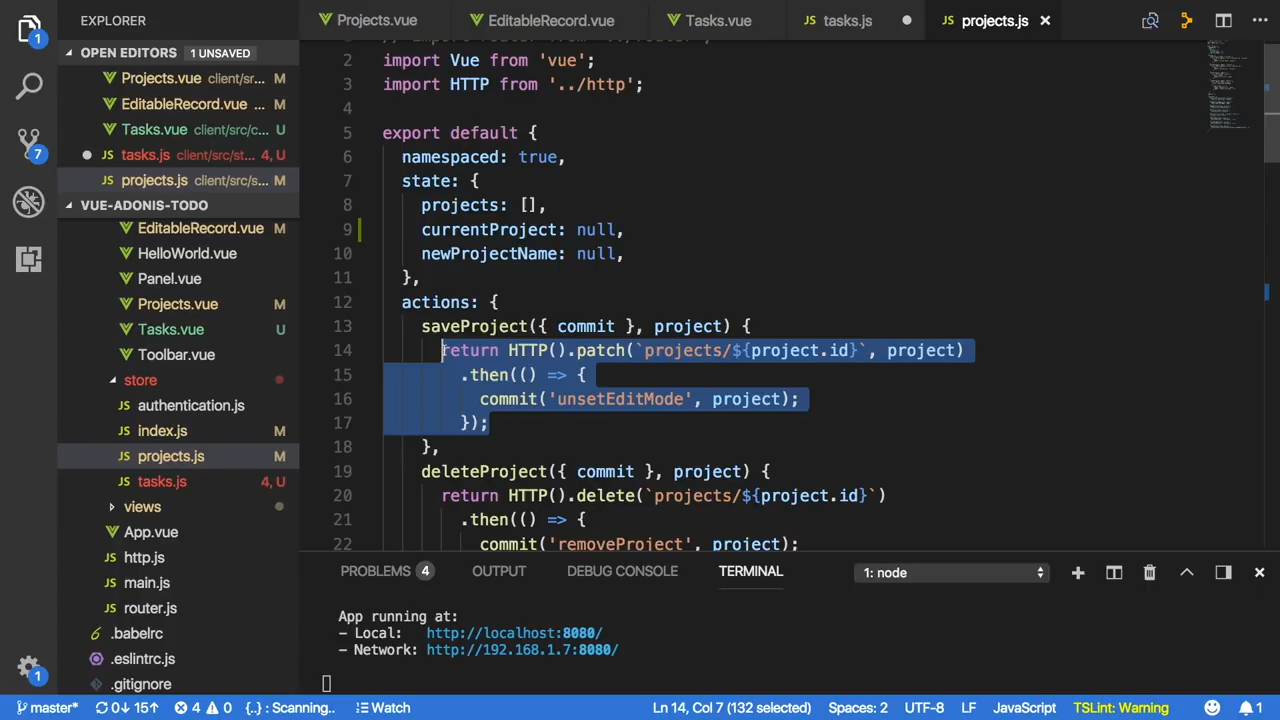 EXPLORER
Projects.vue
EditableRecord.vue
Tasks.vue
tasks.js
projects.js
OPEN EDITORS 1 UNSAVED
Projects.vue client/sr... M
EditableRecord.vue ... M
Tasks.vue client/src/c... U
tasks.js client/src/st... 4, U
projects.js client/src/s... M
VUE-ADONIS-TODO
EditableRecord.vue M
HelloWorld.vue
Panel.vue
Projects.vue M
Tasks.vue U
Toolbar.vue
store
authentication.js
index.js M
projects.js M
tasks.js 4, U
views
App.vue
http.js
main.js
router.js
.babelrc
.eslintrc.js
.gitignore
1
7
1
2 import Vue from 'vue';
3 import HTTP from '../http';
4
5 export default {
6 namespaced: true,
7 state: {
8 projects: [],
9 currentProject: null,
10 newProjectName: null,
11 },
12 actions: {
13 saveProject({ commit }, project) {
14 return HTTP().patch(`projects/${project.id}`, project)
15 .then(() => {
16 commit('unsetEditMode', project);
17 });
18 },
19 deleteProject({ commit }, project) {
20 return HTTP().delete(`projects/${project.id}`)
21 .then(() => {
22 commit('removeProject', project);
PROBLEMS 4 OUTPUT DEBUG CONSOLE TERMINAL 1: node
App running at:
- Local: http://localhost:8080/
- Network: http://192.168.1.7:8080/
master* 0↓ 15↑ 4 0 {..} : Scanning.. Watch Ln 14, Col 7 (132 selected) Spaces: 2 UTF-8 LF JavaScript TSLint: Warning 1